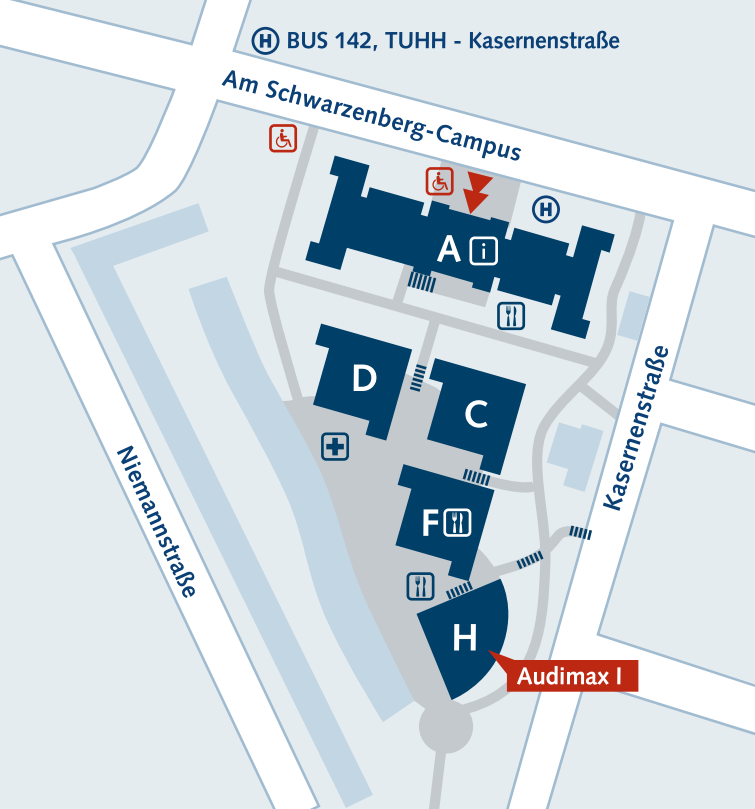 H BUS 142, TUHH - Kasernenstraße
Am Schwarzenberg-Campus
H
A i
D
C
Kasernenstraße
Niemannstraße
F
H
Audimax I